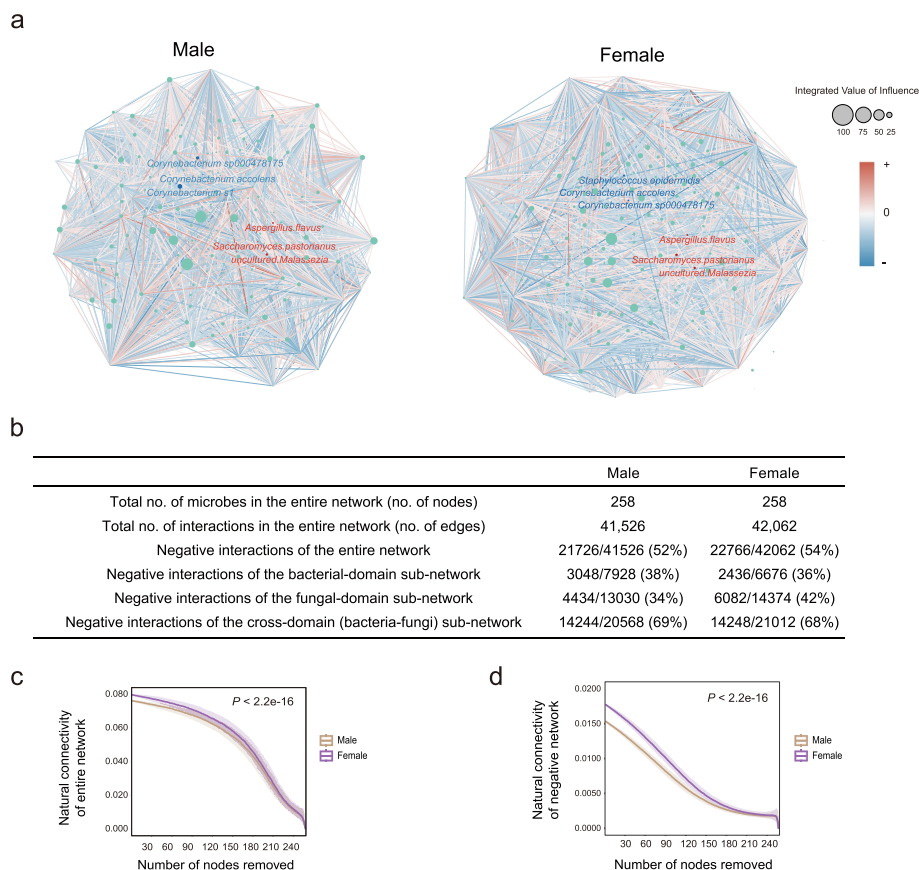 a
Male
Female
Integrated Value of Influence
100 75 50 25
+
0
-
Corynebacterium sp000478175
Corynebacterium accolens
Corynebacterium s1
Aspergillus.flavus
Saccharomyces.pastorianus
uncultured.Malassezia
Staphylococcus epidermidis
Corynebacterium accolens
Corynebacterium sp000478175
Aspergillus.flavus
Saccharomyces.pastorianus
uncultured.Malassezia
b
Male Female
Total no. of microbes in the entire network (no. of nodes) 258 258
Total no. of interactions in the entire network (no. of edges) 41,526 42,062
Negative interactions of the entire network 21726/41526 (52%) 22766/42062 (54%)
Negative interactions of the bacterial-domain sub-network 3048/7928 (38%) 2436/6676 (36%)
Negative interactions of the fungal-domain sub-network 4434/13030 (34%) 6082/14374 (42%)
Negative interactions of the cross-domain (bacteria-fungi) sub-network 14244/20568 (69%) 14248/21012 (68%)
c
Natural connectivity
of entire network
0.080
0.060
0.040
0.020
0.000
P < 2.2e-16
Male
Female
30 60 90 120 150 180 210 240
Number of nodes removed
d
Natural connectivity
of negative network
0.0200
0.0150
0.0100
0.0050
0.0000
P < 2.2e-16
Male
Female
30 60 90 120 150 180 210 240
Number of nodes removed